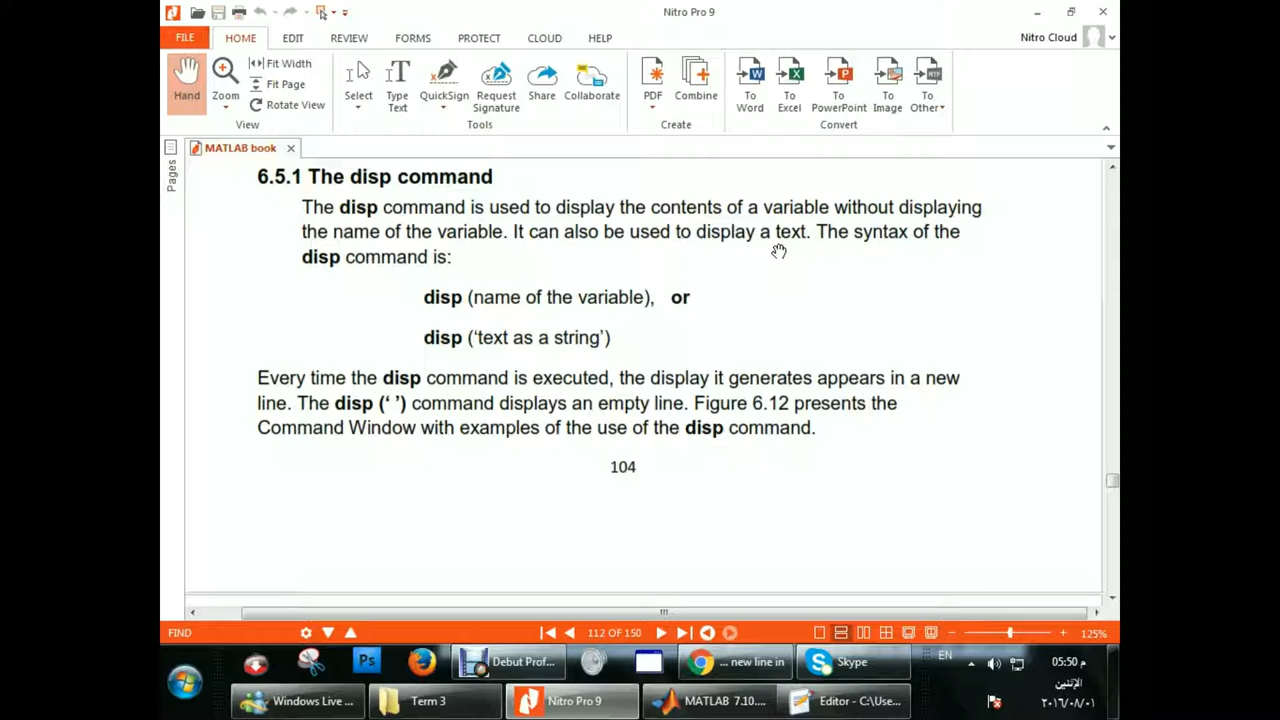 Nitro Pro 9
FILE HOME EDIT REVIEW FORMS PROTECT CLOUD HELP Nitro Cloud
Hand
Zoom
Fit Width
Fit Page
Rotate View
View
Select
Type Text
QuickSign
Request Signature
Share
Collaborate
Tools
PDF
Combine
Create
To Word
To Excel
To PowerPoint
To Image
To Other
Convert
Pages
MATLAB book
6.5.1 The disp command
The disp command is used to display the contents of a variable without displaying
the name of the variable. It can also be used to display a text. The syntax of the
disp command is:
disp (name of the variable), or
disp (‘text as a string’)
Every time the disp command is executed, the display it generates appears in a new
line. The disp (‘ ’) command displays an empty line. Figure 6.12 presents the
Command Window with examples of the use of the disp command.
104
FIND 112 OF 150 125%
Ps Debut Prof... ... new line in Skype EN 05:50 م
الإثنين
Windows Live ... Term 3 Nitro Pro 9 MATLAB 7.10.... Editor - C:\Use... ٢٠١٦/٠٨/٠١